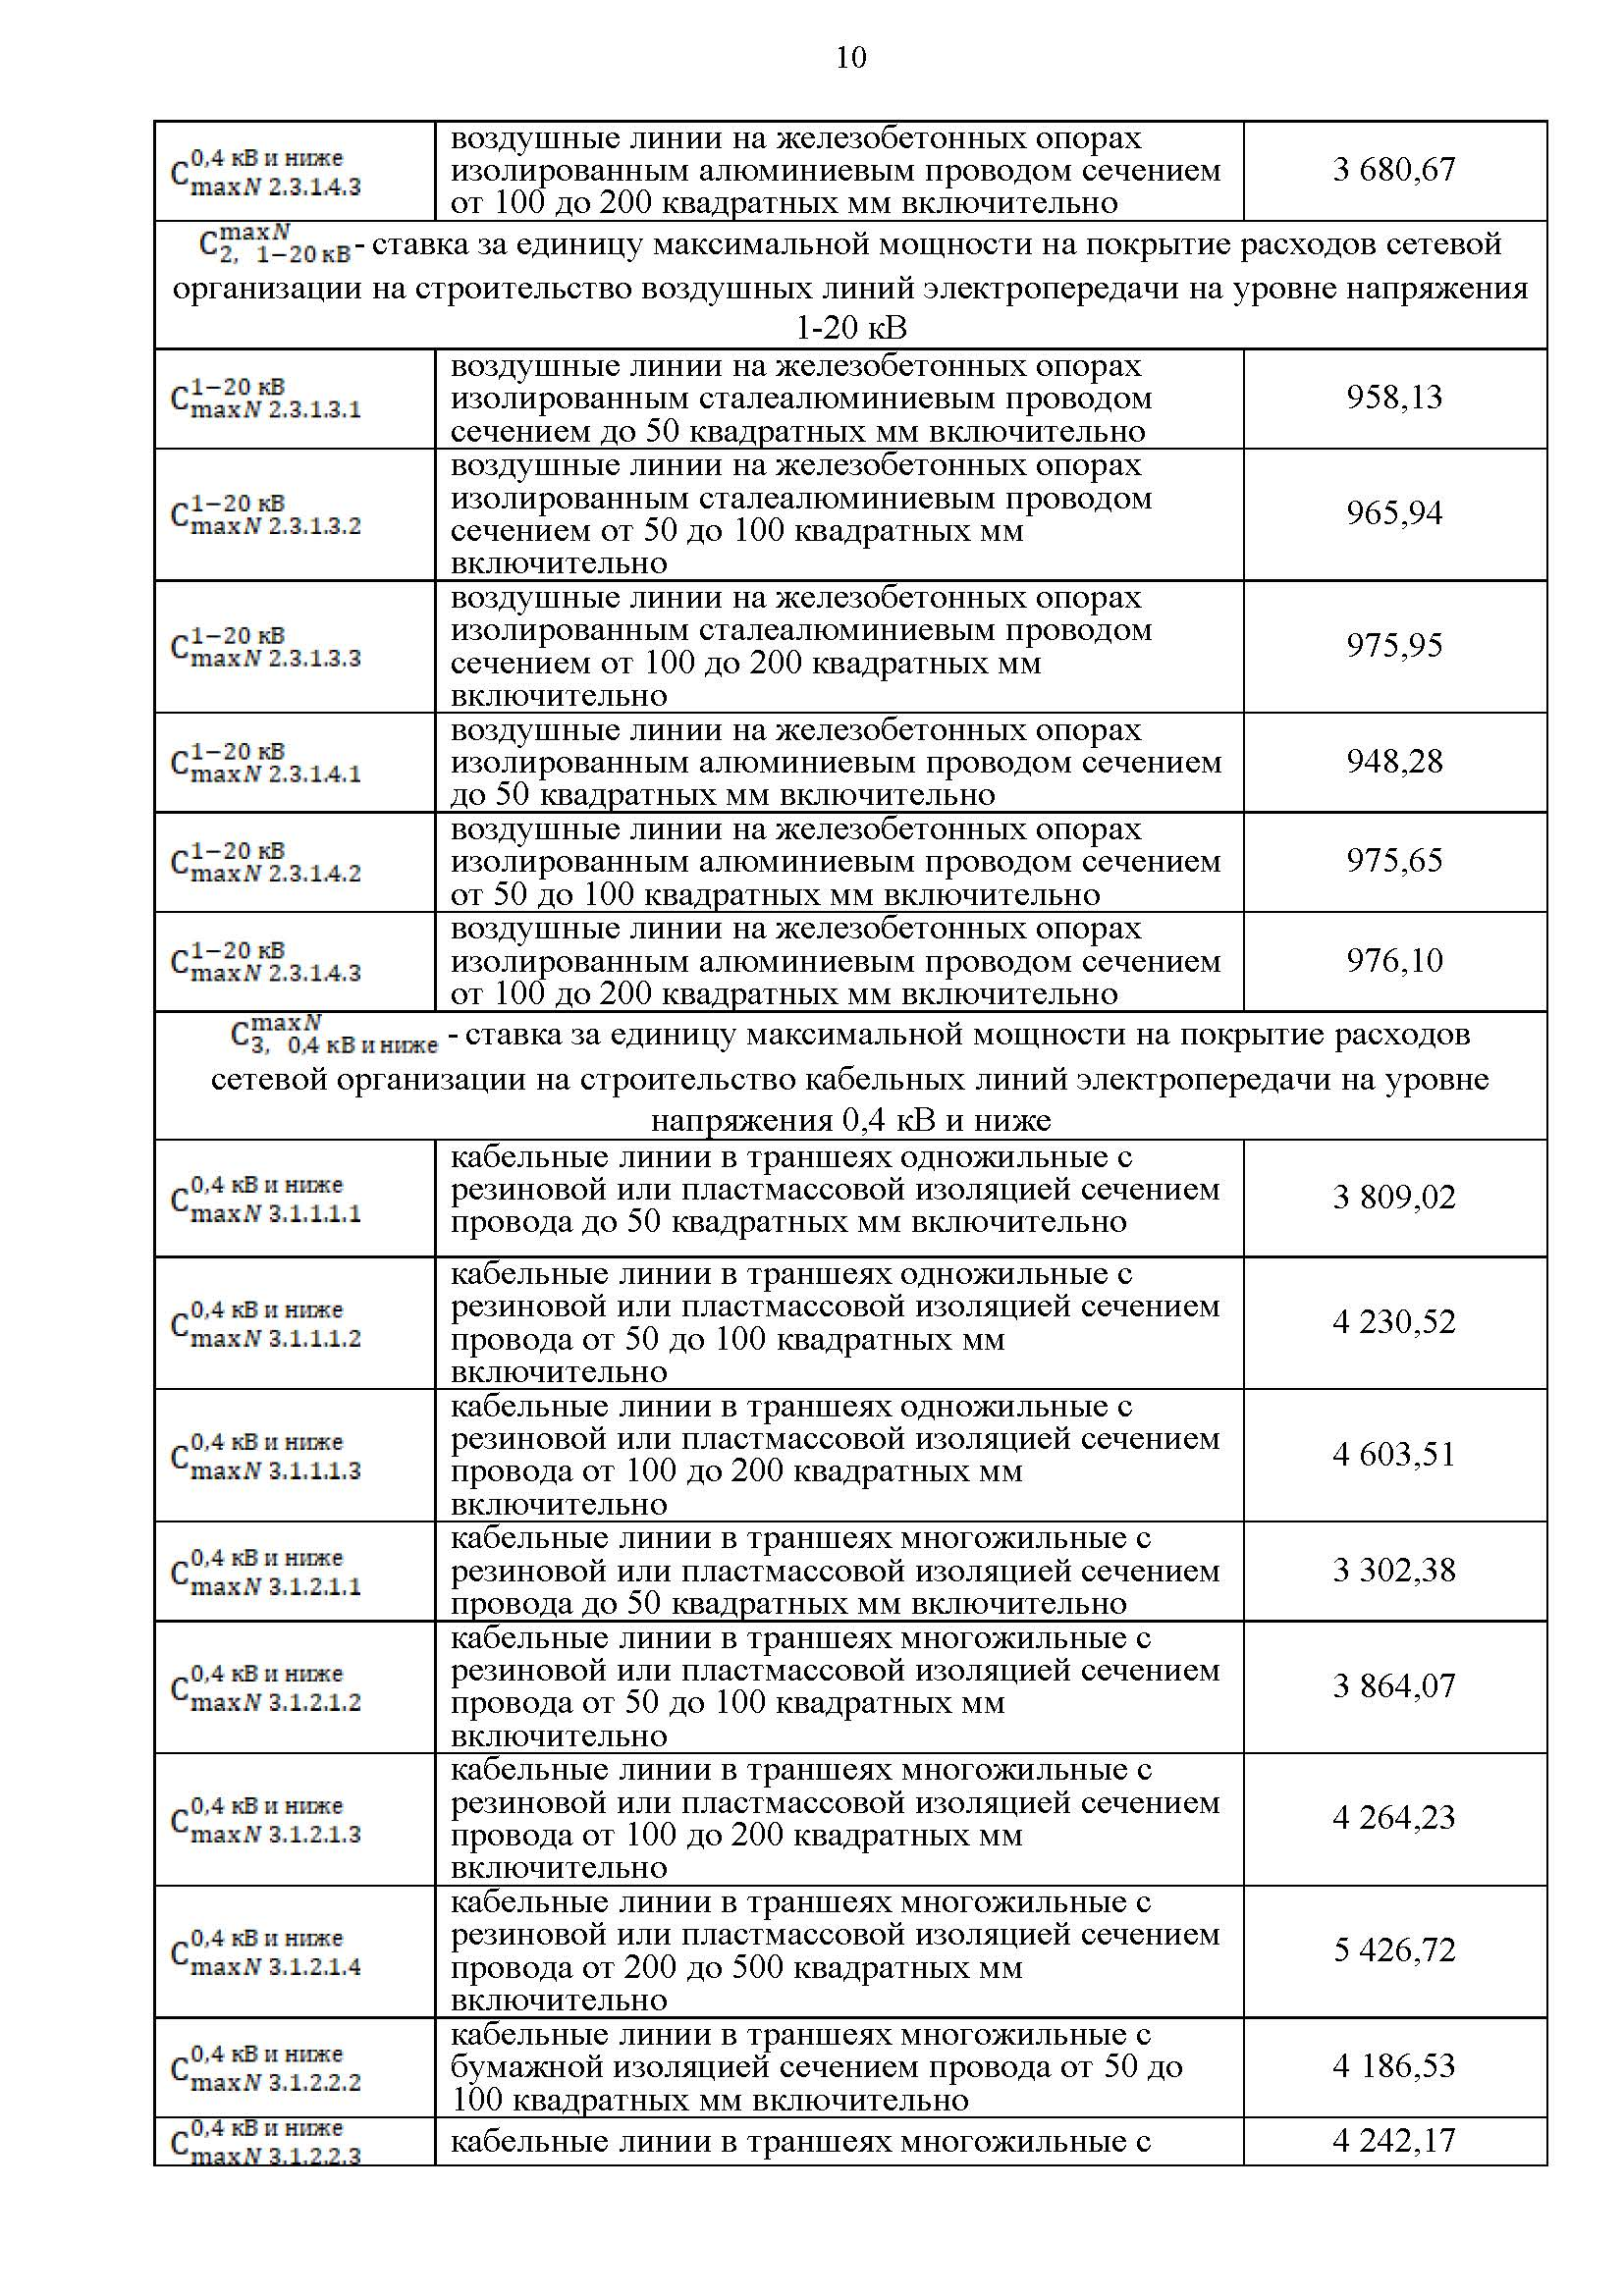 10
C 0,4 кВ и ниже maxN 2.3.1.4.3
воздушные линии на железобетонных опорах
изолированным алюминиевым проводом сечением
от 100 до 200 квадратных мм включительно
3 680,67
C maxN 2, 1−20 кВ - ставка за единицу максимальной мощности на покрытие расходов сетевой
организации на строительство воздушных линий электропередачи на уровне напряжения
1-20 кВ
C 1−20 кВ maxN 2.3.1.3.1
воздушные линии на железобетонных опорах
изолированным сталеалюминиевым проводом
сечением до 50 квадратных мм включительно
958,13
C 1−20 кВ maxN 2.3.1.3.2
воздушные линии на железобетонных опорах
изолированным сталеалюминиевым проводом
сечением от 50 до 100 квадратных мм
включительно
965,94
C 1−20 кВ maxN 2.3.1.3.3
воздушные линии на железобетонных опорах
изолированным сталеалюминиевым проводом
сечением от 100 до 200 квадратных мм
включительно
975,95
C 1−20 кВ maxN 2.3.1.4.1
воздушные линии на железобетонных опорах
изолированным алюминиевым проводом сечением
до 50 квадратных мм включительно
948,28
C 1−20 кВ maxN 2.3.1.4.2
воздушные линии на железобетонных опорах
изолированным алюминиевым проводом сечением
от 50 до 100 квадратных мм включительно
975,65
C 1−20 кВ maxN 2.3.1.4.3
воздушные линии на железобетонных опорах
изолированным алюминиевым проводом сечением
от 100 до 200 квадратных мм включительно
976,10
C maxN 3, 0,4 кВ и ниже - ставка за единицу максимальной мощности на покрытие расходов
сетевой организации на строительство кабельных линий электропередачи на уровне
напряжения 0,4 кВ и ниже
C 0,4 кВ и ниже maxN 3.1.1.1.1
кабельные линии в траншеях одножильные с
резиновой или пластмассовой изоляцией сечением
провода до 50 квадратных мм включительно
3 809,02
C 0,4 кВ и ниже maxN 3.1.1.1.2
кабельные линии в траншеях одножильные с
резиновой или пластмассовой изоляцией сечением
провода от 50 до 100 квадратных мм
включительно
4 230,52
C 0,4 кВ и ниже maxN 3.1.1.1.3
кабельные линии в траншеях одножильные с
резиновой или пластмассовой изоляцией сечением
провода от 100 до 200 квадратных мм
включительно
4 603,51
C 0,4 кВ и ниже maxN 3.1.2.1.1
кабельные линии в траншеях многожильные с
резиновой или пластмассовой изоляцией сечением
провода до 50 квадратных мм включительно
3 302,38
C 0,4 кВ и ниже maxN 3.1.2.1.2
кабельные линии в траншеях многожильные с
резиновой или пластмассовой изоляцией сечением
провода от 50 до 100 квадратных мм
включительно
3 864,07
C 0,4 кВ и ниже maxN 3.1.2.1.3
кабельные линии в траншеях многожильные с
резиновой или пластмассовой изоляцией сечением
провода от 100 до 200 квадратных мм
включительно
4 264,23
C 0,4 кВ и ниже maxN 3.1.2.1.4
кабельные линии в траншеях многожильные с
резиновой или пластмассовой изоляцией сечением
провода от 200 до 500 квадратных мм
включительно
5 426,72
C 0,4 кВ и ниже maxN 3.1.2.2.2
кабельные линии в траншеях многожильные с
бумажной изоляцией сечением провода от 50 до
100 квадратных мм включительно
4 186,53
C 0,4 кВ и ниже maxN 3.1.2.2.3
кабельные линии в траншеях многожильные с
4 242,17